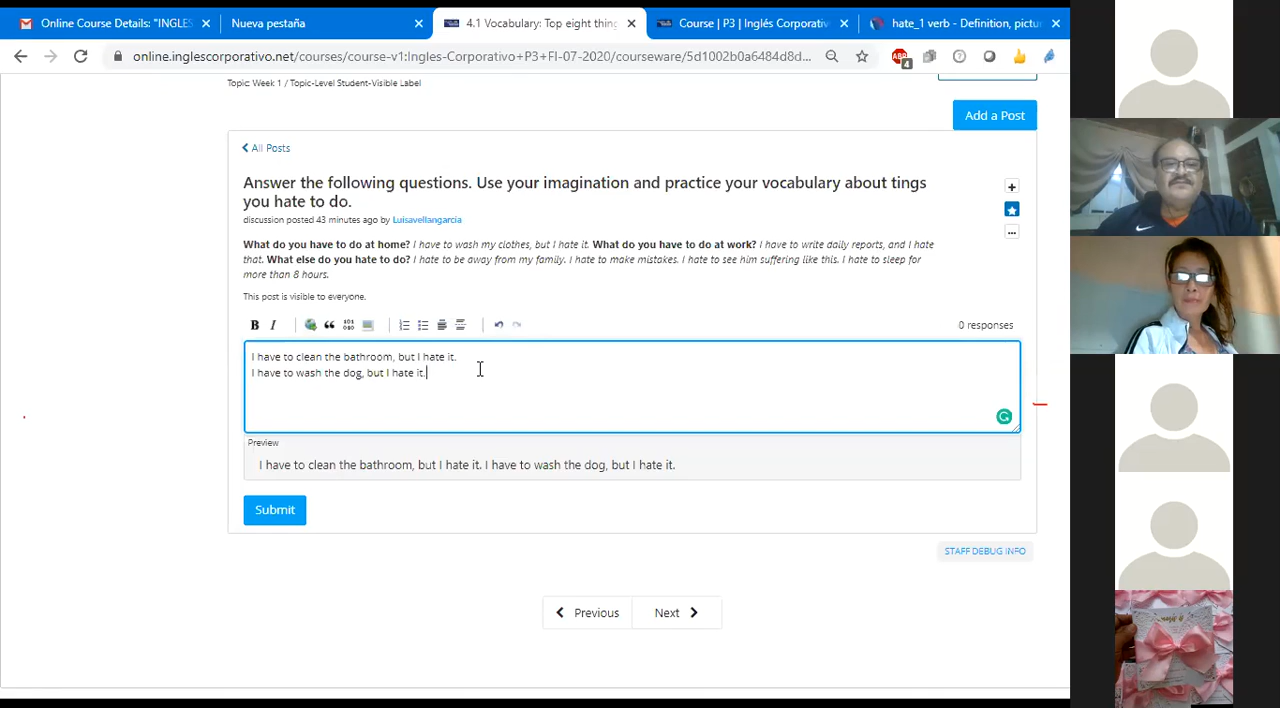 Online Course Details: "INGLES
Nueva pestaña
4.1 Vocabulary: Top eight thing
Course | P3 | Inglés Corporativ
hate_1 verb - Definition, pictu
online.inglescorporativo.net/courses/course-v1:Ingles-Corporativo+P3+FI-07-2020/courseware/5d1002b0a6484d8d...
4
Topic: Week 1 / Topic-Level Student-Visible Label
Add a Post
All Posts
Answer the following questions. Use your imagination and practice your vocabulary about tings
you hate to do.
discussion posted 43 minutes ago by Luisavellangarcia
What do you have to do at home? I have to wash my clothes, but I hate it. What do you have to do at work? I have to write daily reports, and I hate
that. What else do you hate to do? I hate to be away from my family. I hate to make mistakes. I hate to see him suffering like this. I hate to sleep for
more than 8 hours.
This post is visible to everyone.
B I
0 responses
I have to clean the bathroom, but I hate it.
I have to wash the dog, but I hate it.
Preview
I have to clean the bathroom, but I hate it. I have to wash the dog, but I hate it.
Submit
STAFF DEBUG INFO
Previous
Next